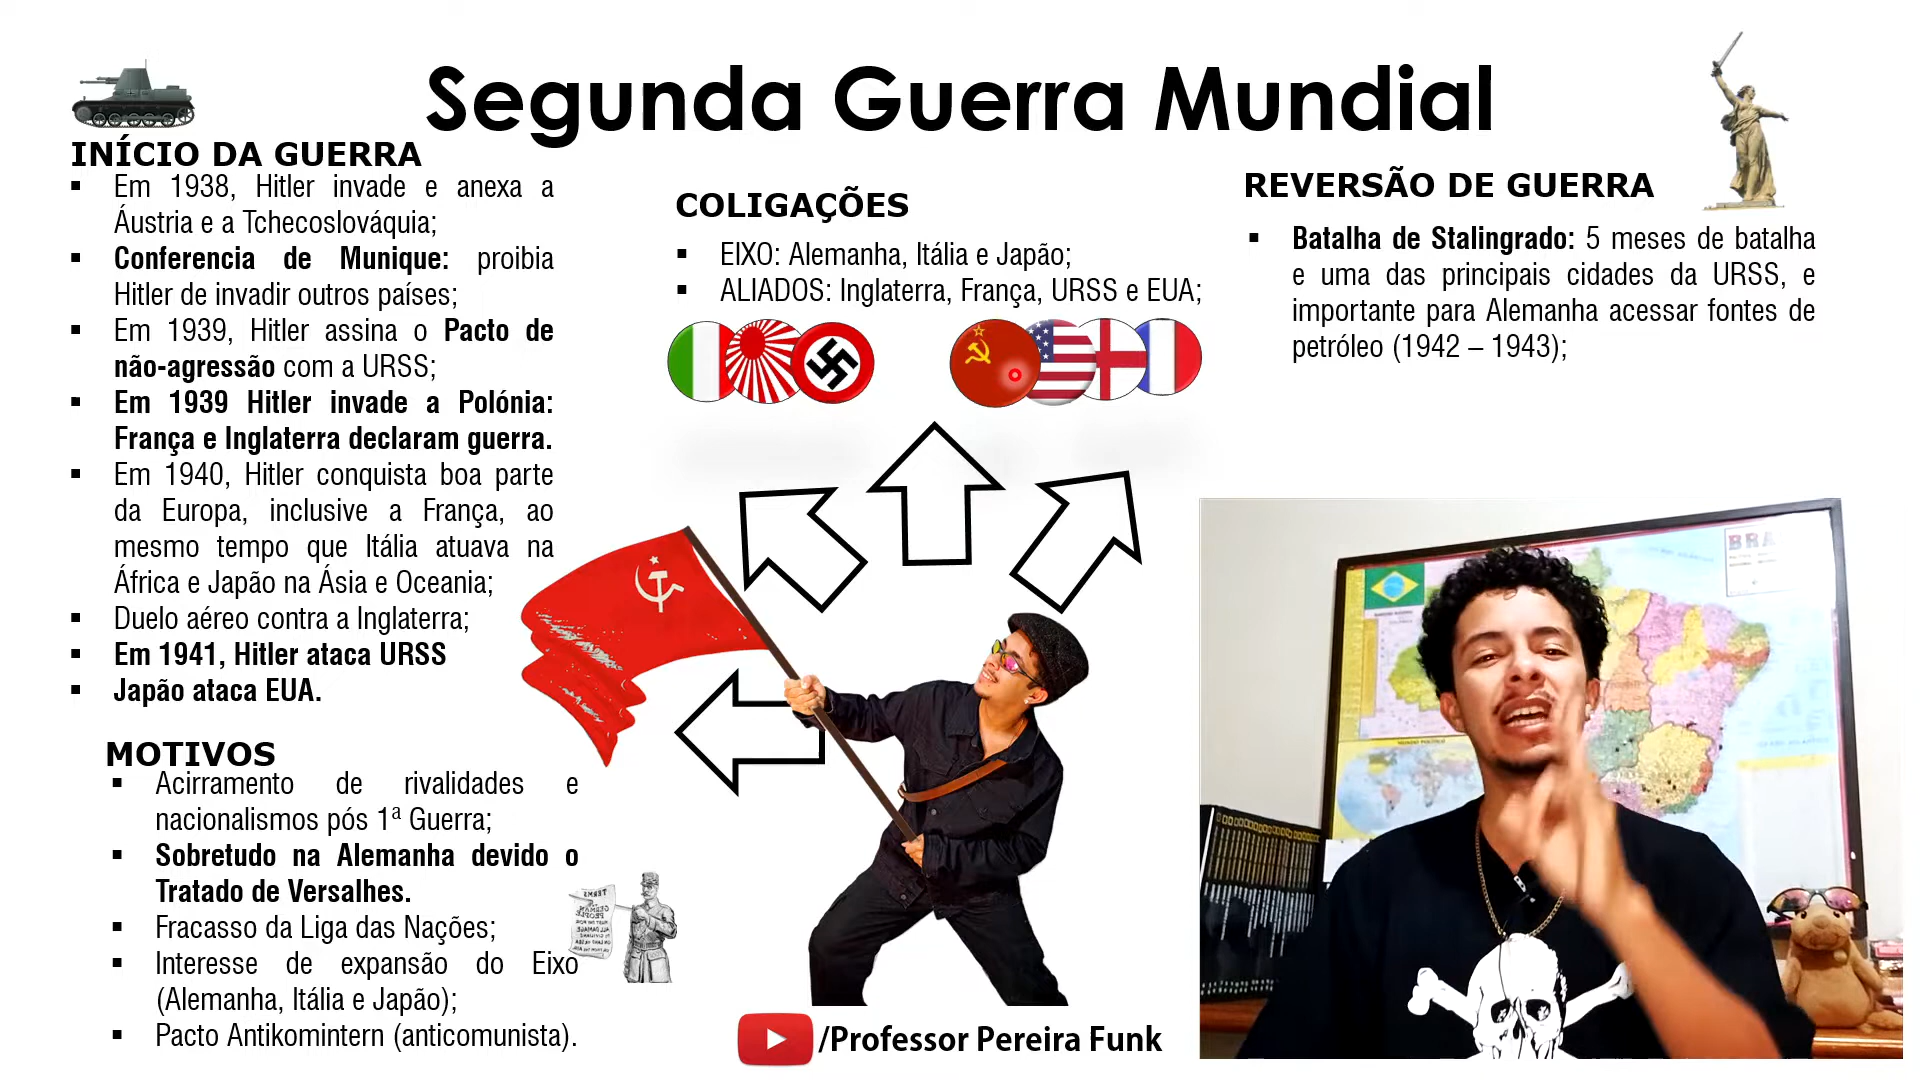 Segunda Guerra Mundial
INÍCIO DA GUERRA
▪ Em 1938, Hitler invade e anexa a
Áustria e a Tchecoslováquia;
▪ Conferencia de Munique: proibia
Hitler de invadir outros países;
▪ Em 1939, Hitler assina o Pacto de
não-agressão com a URSS;
▪ Em 1939 Hitler invade a Polónia:
França e Inglaterra declaram guerra.
▪ Em 1940, Hitler conquista boa parte
da Europa, inclusive a França, ao
mesmo tempo que Itália atuava na
África e Japão na Ásia e Oceania;
▪ Duelo aéreo contra a Inglaterra;
▪ Em 1941, Hitler ataca URSS
▪ Japão ataca EUA.
MOTIVOS
▪ Acirramento de rivalidades e
nacionalismos pós 1ª Guerra;
▪ Sobretudo na Alemanha devido o
Tratado de Versalhes.
▪ Fracasso da Liga das Nações;
▪ Interesse de expansão do Eixo
(Alemanha, Itália e Japão);
▪ Pacto Antikomintern (anticomunista).
TERMS
GERMAN
PEOPLE
COLIGAÇÕES
▪ EIXO: Alemanha, Itália e Japão;
▪ ALIADOS: Inglaterra, França, URSS e EUA;
REVERSÃO DE GUERRA
▪ Batalha de Stalingrado: 5 meses de batalha
e uma das principais cidades da URSS, e
importante para Alemanha acessar fontes de
petróleo (1942 – 1943);
BRA
/Professor Pereira Funk